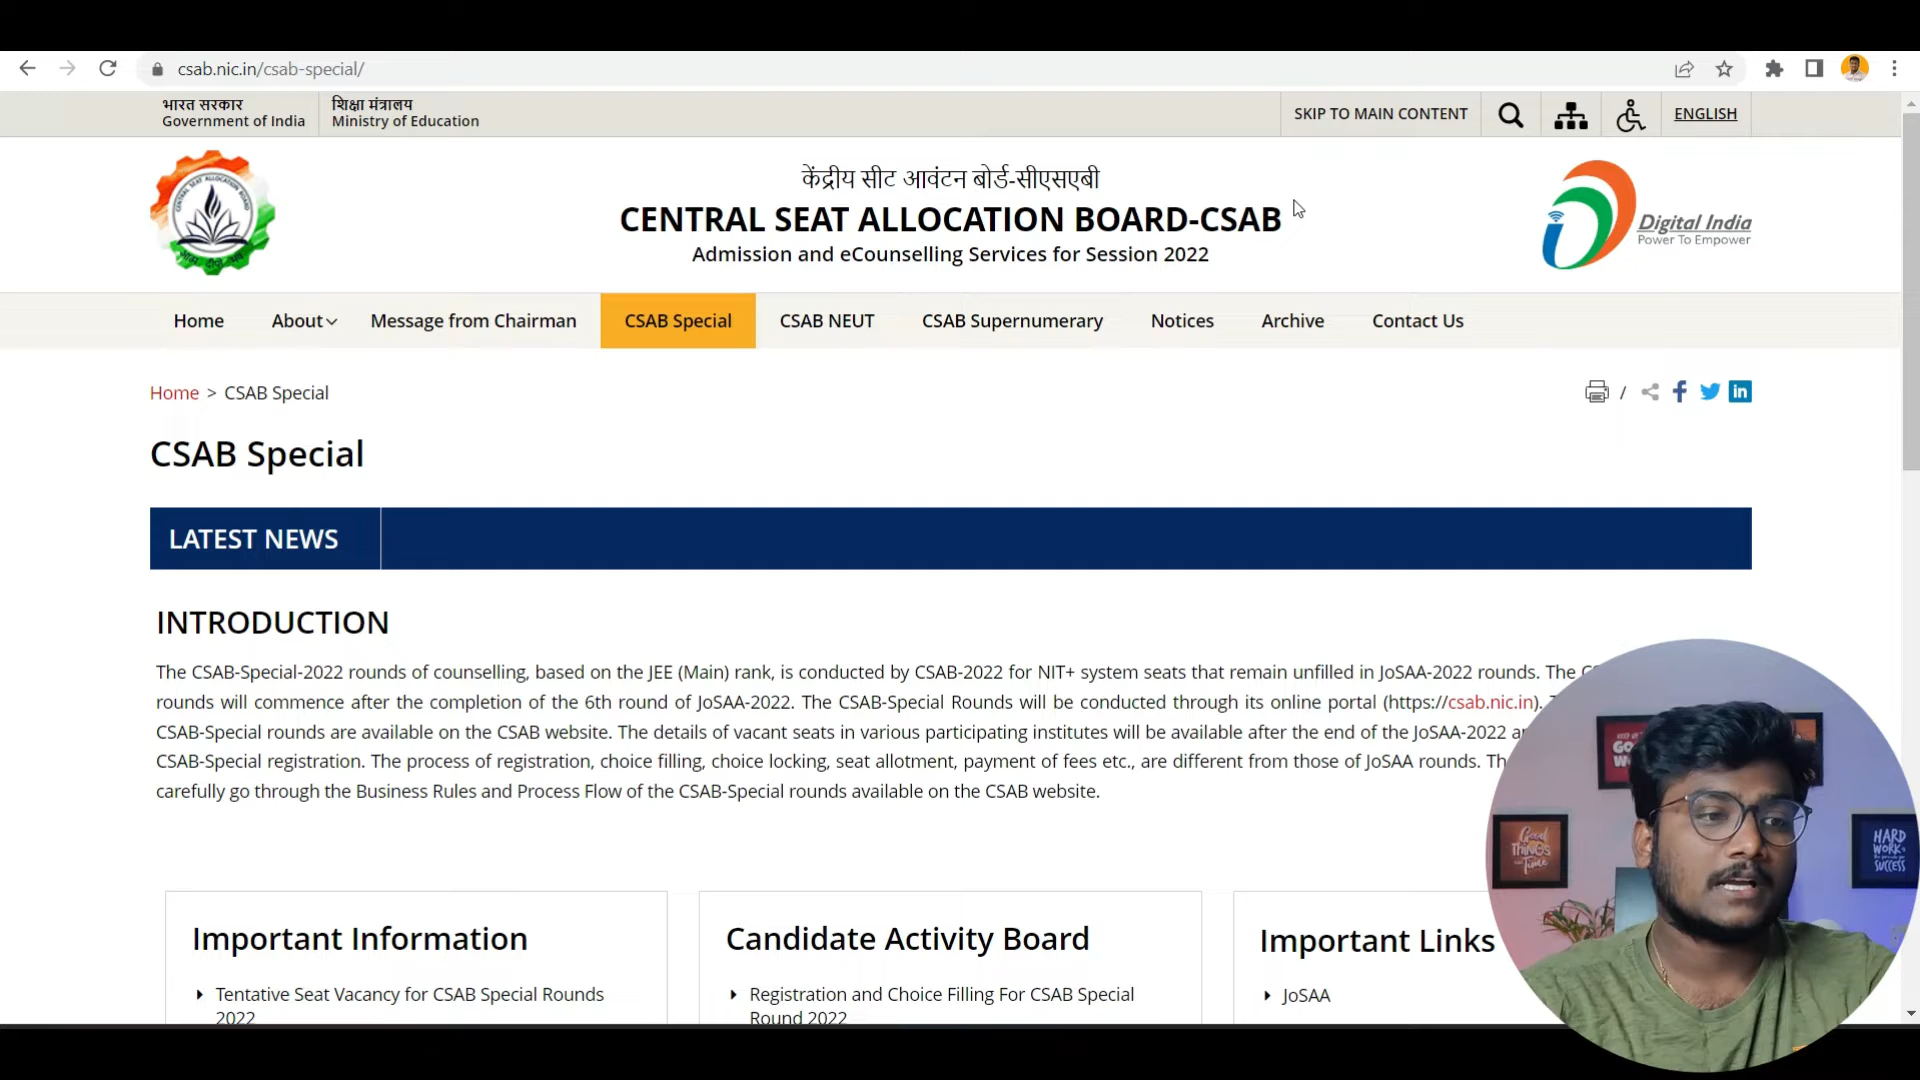 csab.nic.in/csab-special/
भारत सरकार
Government of India
शिक्षा मंत्रालय
Ministry of Education
SKIP TO MAIN CONTENT
ENGLISH
CENTRAL SEAT ALLOCATION BOARD
केंद्रीय सीट आवंटन बोर्ड-सीएसएबी
CENTRAL SEAT ALLOCATION BOARD-CSAB
Admission and eCounselling Services for Session 2022
Digital India
Power To Empower
Home
About
Message from Chairman
CSAB Special
CSAB NEUT
CSAB Supernumerary
Notices
Archive
Contact Us
Home > CSAB Special
/
CSAB Special
LATEST NEWS
INTRODUCTION
The CSAB-Special-2022 rounds of counselling, based on the JEE (Main) rank, is conducted by CSAB-2022 for NIT+ system seats that remain unfilled in JoSAA-2022 rounds. The
rounds will commence after the completion of the 6th round of JoSAA-2022. The CSAB-Special Rounds will be conducted through its online portal (https://csab.nic.in).
CSAB-Special rounds are available on the CSAB website. The details of vacant seats in various participating institutes will be available after the end of the JoSAA-2022
CSAB-Special registration. The process of registration, choice filling, choice locking, seat allotment, payment of fees etc., are different from those of JoSAA rounds.
carefully go through the Business Rules and Process Flow of the CSAB-Special rounds available on the CSAB website.
Important Information
Tentative Seat Vacancy for CSAB Special Rounds
2022
Candidate Activity Board
Registration and Choice Filling For CSAB Special
Round 2022
Important Links
JoSAA
Good
THINGS
Time
HARD
WORK
SUCCESS